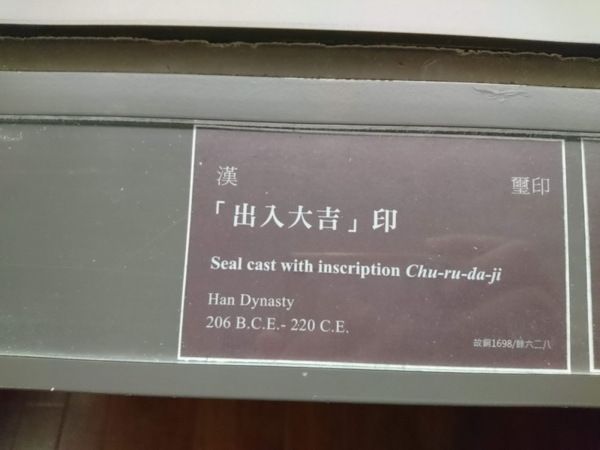 漢 璽印
「出入大吉」印
Seal cast with inscription Chu-ru-da-ji
Han Dynasty
206 B.C.E.- 220 C.E.
故銅1698/餘六二八